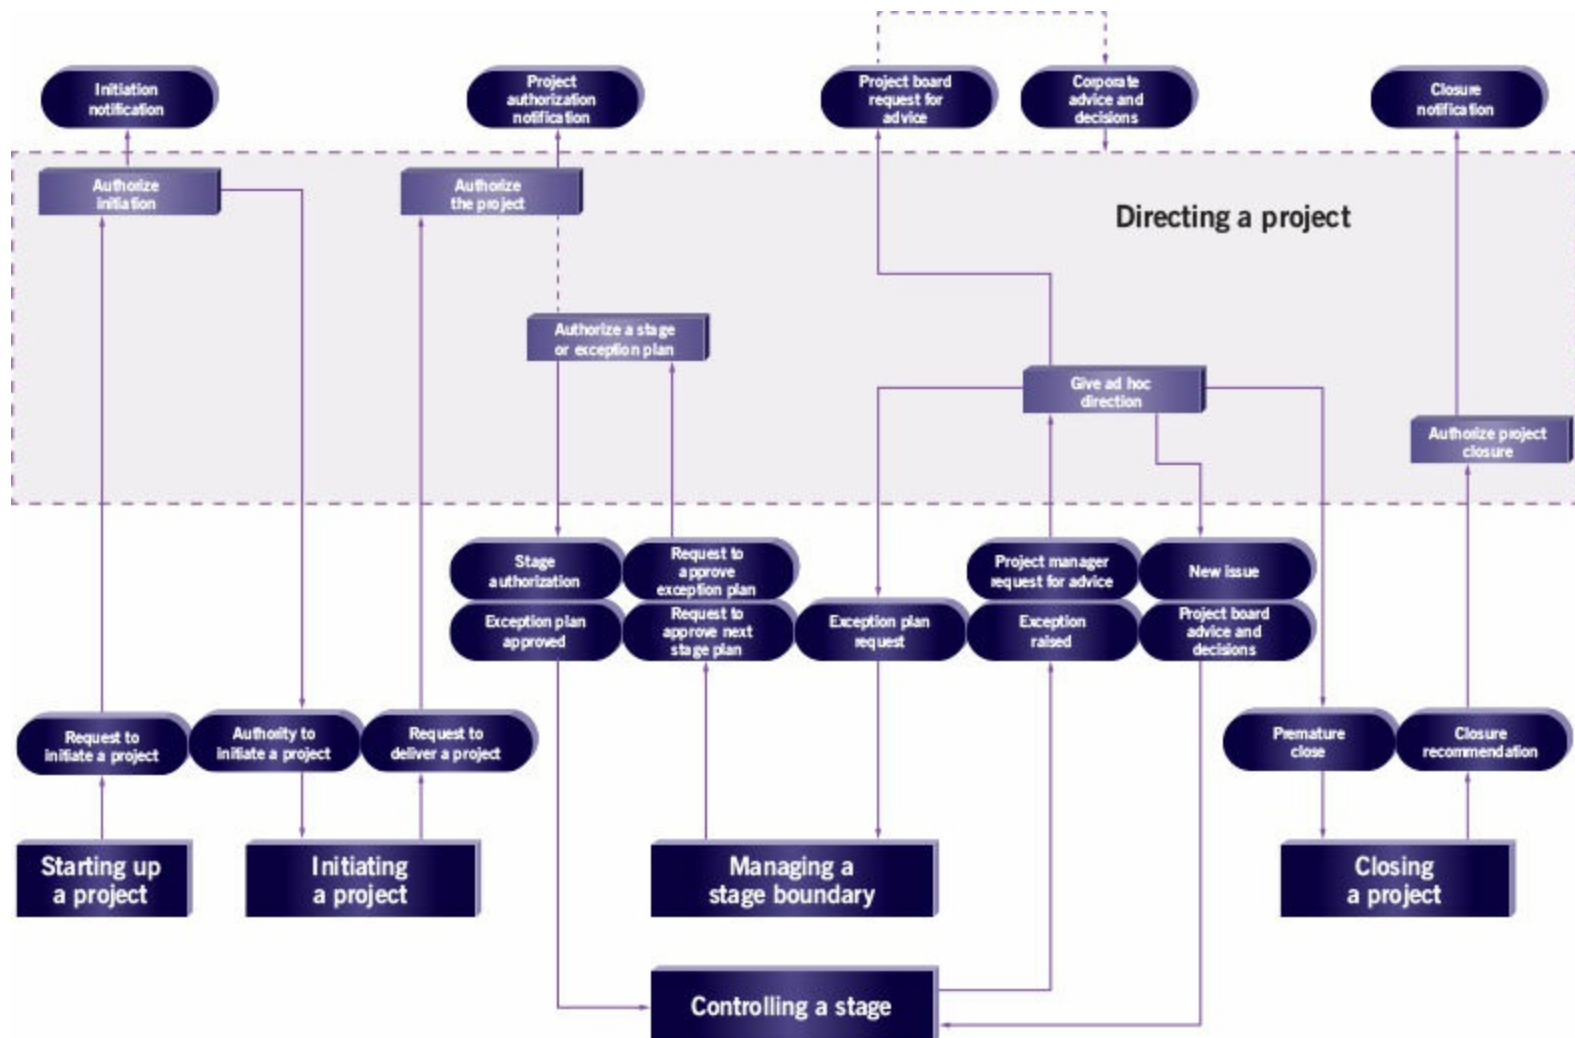 Initiation
notification
Project
authorization
notification
Project board
request for
advice
Corporate
advice and
decisions
Closure
notification
Authorize
initiation
Authorize
the project
Directing a project
Authorize a stage
or exception plan
Give ad hoc
direction
Authorize project
closure
Stage
authorization
Request to
approve
exception plan
Project manager
request for advice
New issue
Exception plan
approved
Request to
approve next
stage plan
Exception plan
request
Exception
raised
Project board
advice and
decisions
Request to
initiate a project
Authority to
initiate a project
Request to
deliver a project
Premature
close
Closure
recommendation
Starting up
a project
Initiating
a project
Managing a
stage boundary
Closing
a project
Controlling a stage